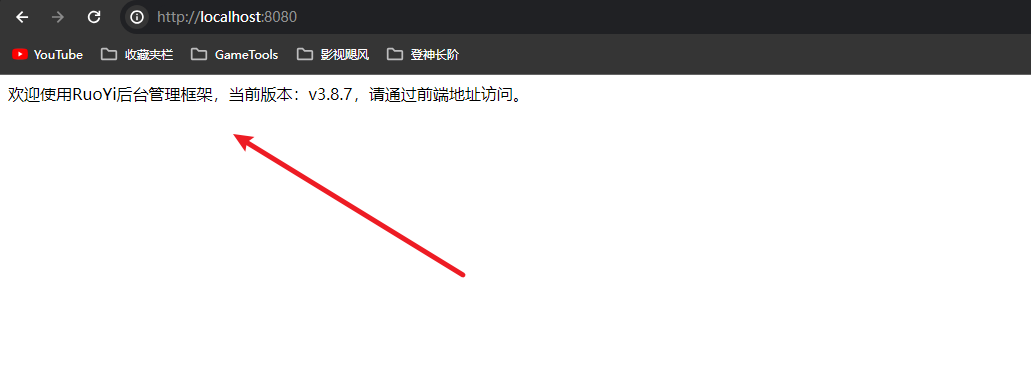 http://localhost:8080
YouTube 收藏夹栏 GameTools 影视飓风 登神长阶
欢迎使用RuoYi后台管理框架，当前版本：v3.8.7，请通过前端地址访问。